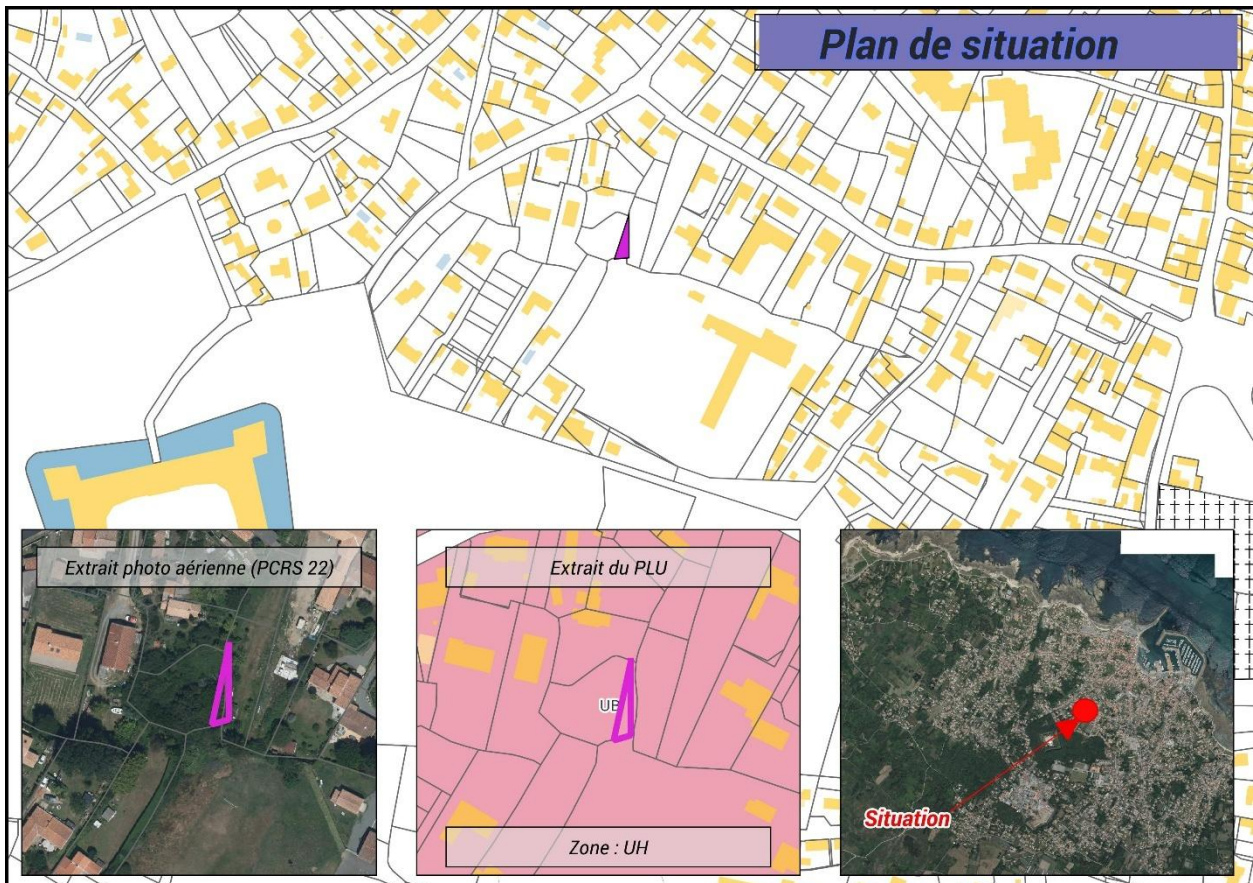 Plan de situation
Extrait photo aérienne (PCRS 22)
Extrait du PLU
UB
Zone : UH
Situation